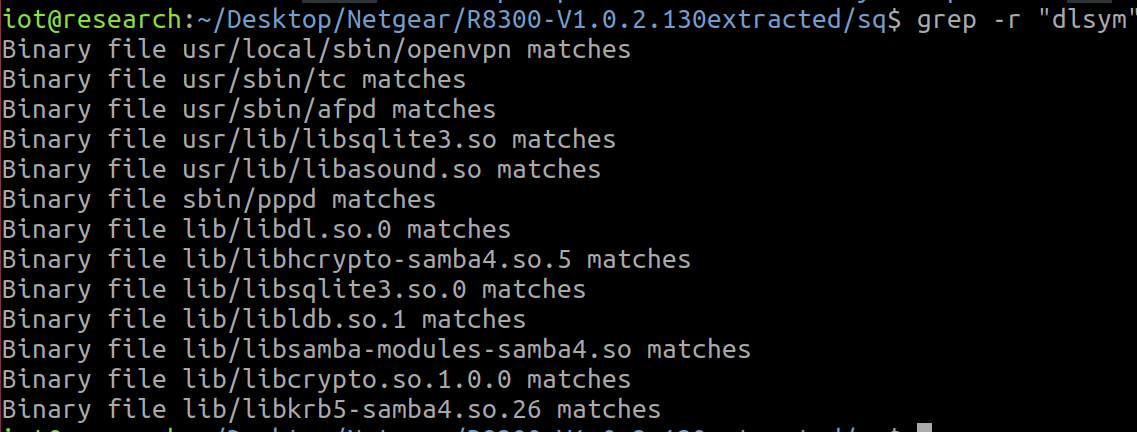 iot@research:~/Desktop/Netgear/R8300-V1.0.2.130extracted/sq$ grep -r "dlsym"
Binary file usr/local/sbin/openvpn matches
Binary file usr/sbin/tc matches
Binary file usr/sbin/afpd matches
Binary file usr/lib/libsqlite3.so matches
Binary file usr/lib/libasound.so matches
Binary file sbin/pppd matches
Binary file lib/libdl.so.0 matches
Binary file lib/libhcrypto-samba4.so.5 matches
Binary file lib/libsqlite3.so.0 matches
Binary file lib/libldb.so.1 matches
Binary file lib/libsamba-modules-samba4.so matches
Binary file lib/libcrypto.so.1.0.0 matches
Binary file lib/libkrb5-samba4.so.26 matches